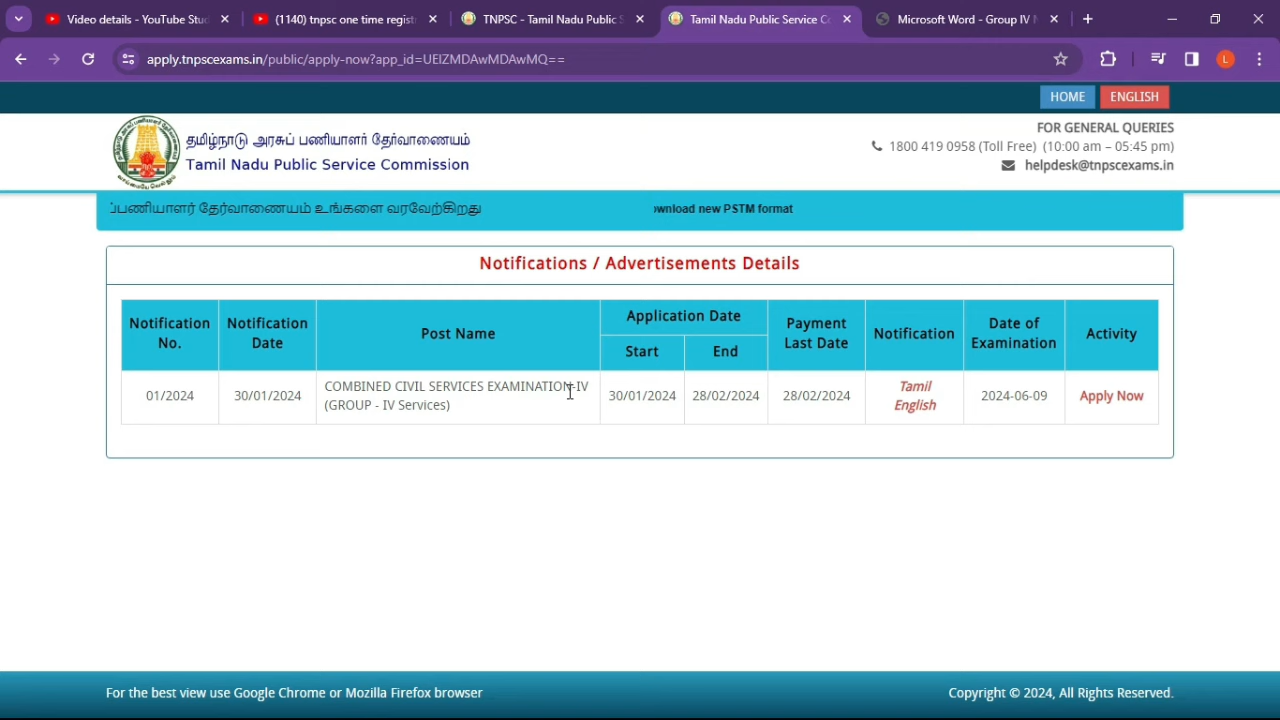 Video details - YouTube Stu
(1140) tnpsc one time regist
TNPSC - Tamil Nadu Public S
Tamil Nadu Public Service Co
Microsoft Word - Group IV N
apply.tnpscexams.in/public/apply-now?app_id=UElZMDAwMDAwMQ==
L
HOME
ENGLISH
தமிழ்நாடு அரசுப் பணியாளர் தேர்வாணையம்
Tamil Nadu Public Service Commission
FOR GENERAL QUERIES
1800 419 0958 (Toll Free) (10:00 am – 05:45 pm)
helpdesk@tnpscexams.in
ப்பணியாளர் தேர்வாணையம் உங்களை வரவேற்கிறது
ownload new PSTM format
Notifications / Advertisements Details
Notification No.
Notification Date
Post Name
Application Date
Start
End
Payment Last Date
Notification
Date of Examination
Activity
01/2024
30/01/2024
COMBINED CIVIL SERVICES EXAMINATION-IV
(GROUP - IV Services)
30/01/2024
28/02/2024
28/02/2024
Tamil
English
2024-06-09
Apply Now
For the best view use Google Chrome or Mozilla Firefox browser
Copyright © 2024, All Rights Reserved.